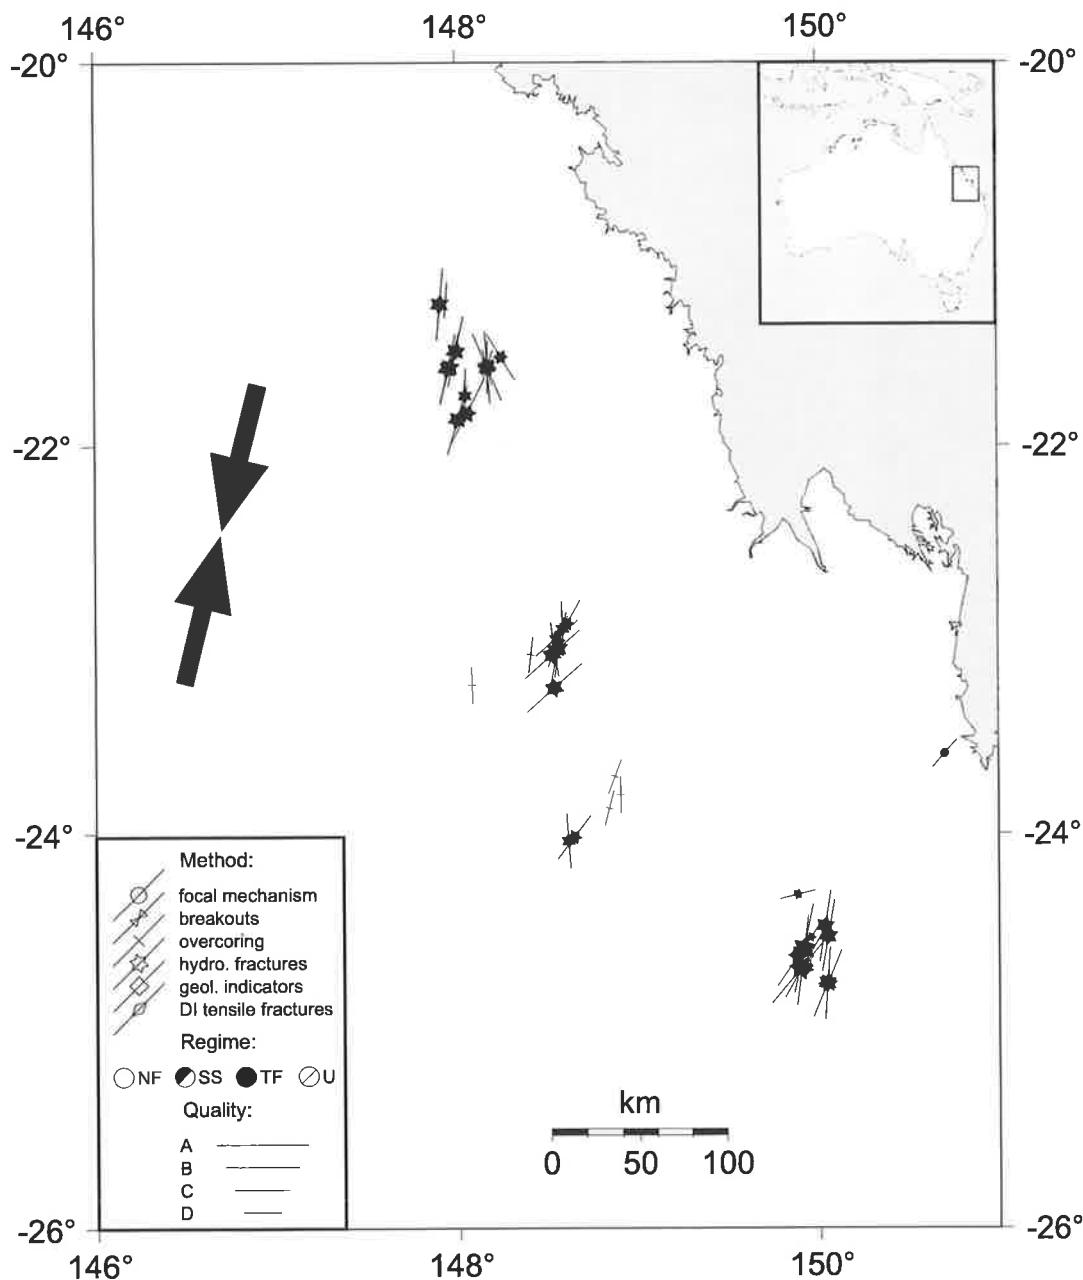 146° 148° 150°
-20° -20°
-22° -22°
-24° -24°
Method:
focal mechanism
breakouts
overcoring
hydro. fractures
geol. indicators
DI tensile fractures
Regime:
NF SS TF U
Quality:
A
B
C
D
km
0 50 100
-26° -26°
146° 148° 150°